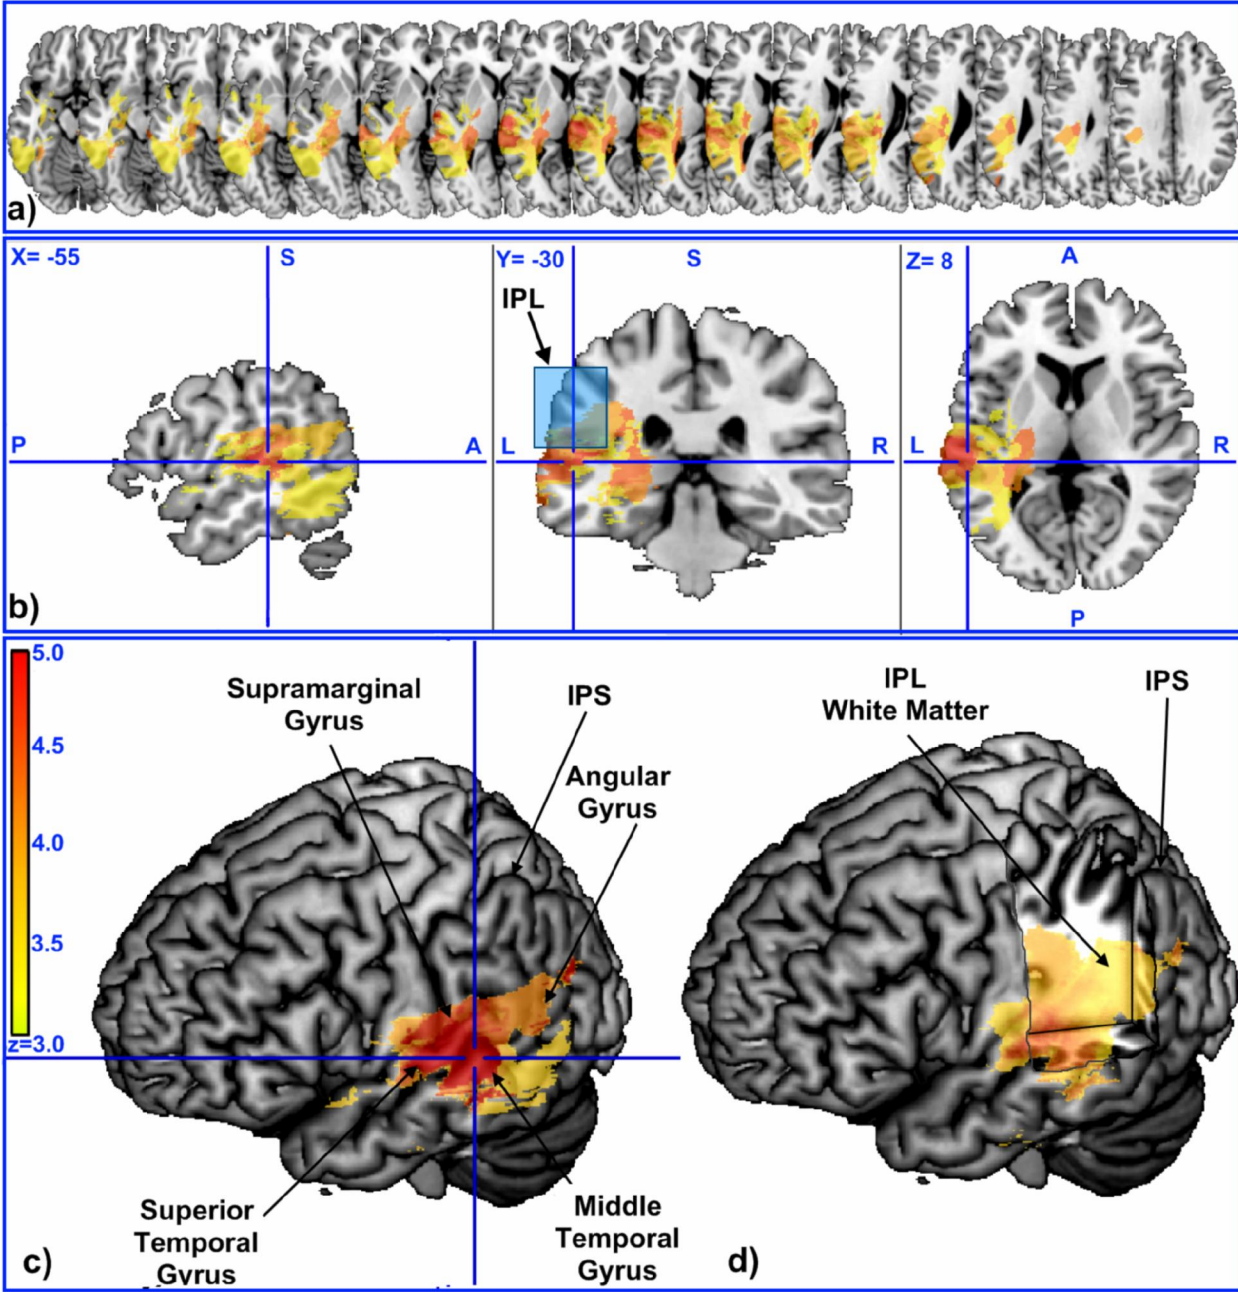 a)
X= -55
S
P
A
Y= -30
S
IPL
L
R
Z= 8
A
L
R
P
b)
5.0
4.5
4.0
3.5
z=3.0
Supramarginal
Gyrus
IPS
Angular
Gyrus
Superior
Temporal
Gyrus
Middle
Temporal
Gyrus
c)
IPL
White Matter
IPS
d)